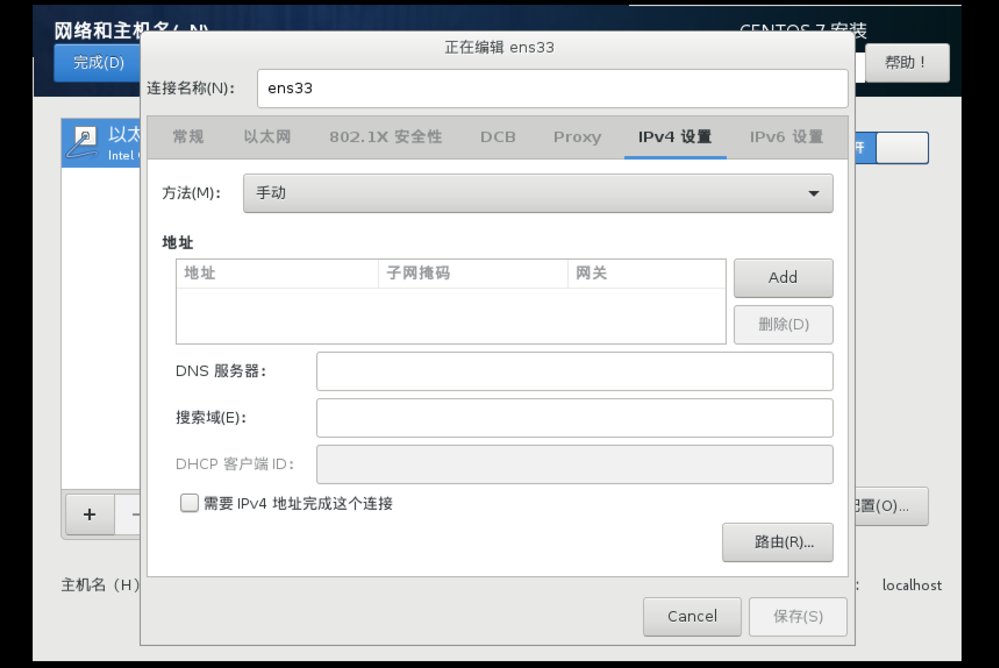 网络和主机名(_N)
CENTOS 7 安装
完成(D)
帮助！
正在编辑 ens33
连接名称(N)：
ens33
以太
Intel
常规
以太网
802.1X 安全性
DCB
Proxy
IPv4 设置
IPv6 设置
开
方法(M)：
手动
地址
地址
子网掩码
网关
Add
删除(D)
DNS 服务器：
搜索域(E)：
DHCP 客户端 ID：
需要 IPv4 地址完成这个连接
+
-
配置(O)...
路由(R)...
主机名（H）
：
localhost
Cancel
保存(S)